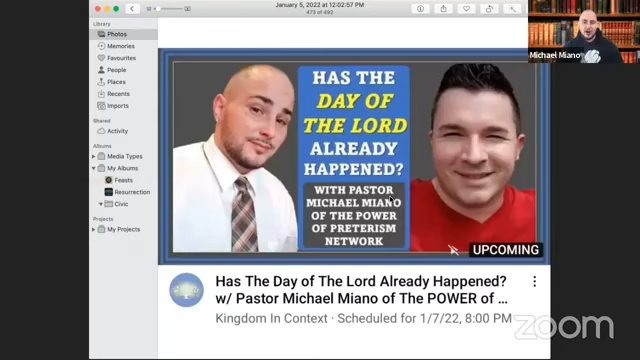 January 5, 2022 at 12:02:57 PM
473 of 492
Library
Photos
Memories
Favourites
People
Places
Recents
Imports
Shared
Activity
Albums
Media Types
My Albums
Feasts
Resurrection
Civic
Projects
My Projects
HAS THE
DAY OF
THE LORD
ALREADY
HAPPENED?
WITH PASTOR
MICHAEL MIANO
OF THE POWER
OF PRETERISM
NETWORK
UPCOMING
Has The Day of The Lord Already Happened?
w/ Pastor Michael Miano of The POWER of ...
Kingdom In Context · Scheduled for 1/7/22, 8:00 PM
Michael Miano
zoom